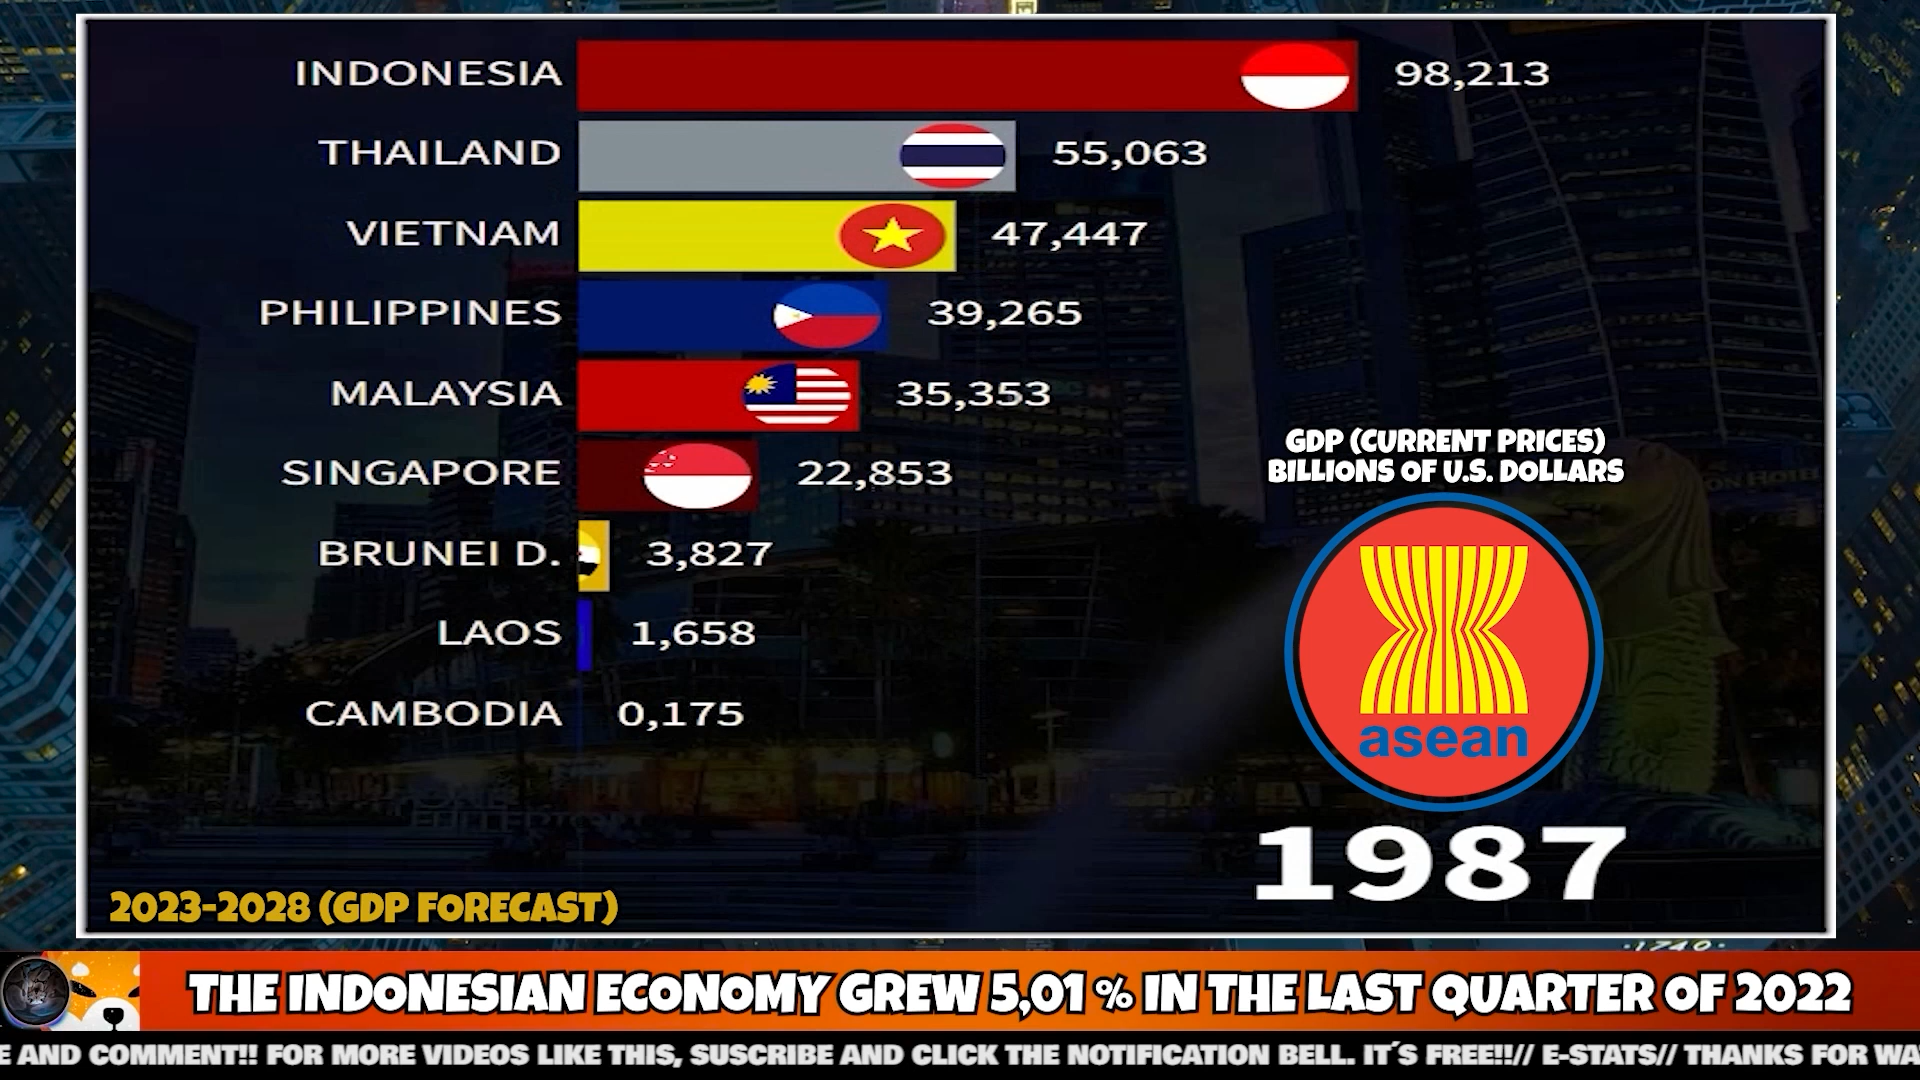 INDONESIA 98,213
THAILAND 55,063
VIETNAM 47,447
PHILIPPINES 39,265
MALAYSIA 35,353
SINGAPORE 22,853
BRUNEI D. 3,827
LAOS 1,658
CAMBODIA 0,175
GDP (CURRENT PRICES)
BILLIONS OF U.S. DOLLARS
asean
1987
2023-2028 (GDP FORECAST)
THE INDONESIAN ECONOMY GREW 5,01 % IN THE LAST QUARTER OF 2022
E AND COMMENT!! FOR MORE VIDEOS LIKE THIS, SUSCRIBE AND CLICK THE NOTIFICATION BELL. IT´S FREE!!// E-STATS// THANKS FOR WA